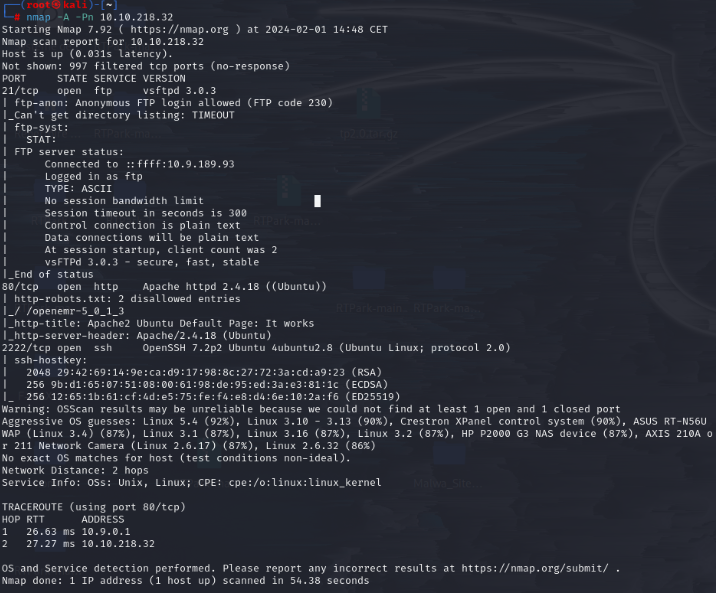 ┌──(root㉿kali)-[~]
└─# nmap -A -Pn 10.10.218.32
Starting Nmap 7.92 ( https://nmap.org ) at 2024-02-01 14:48 CET
Nmap scan report for 10.10.218.32
Host is up (0.031s latency).
Not shown: 997 filtered tcp ports (no-response)
PORT     STATE SERVICE VERSION
21/tcp   open  ftp     vsftpd 3.0.3
| ftp-anon: Anonymous FTP login allowed (FTP code 230)
|_Can't get directory listing: TIMEOUT
| ftp-syst:
|   STAT:
| FTP server status:
|      Connected to ::ffff:10.9.189.93
|      Logged in as ftp
|      TYPE: ASCII
|      No session bandwidth limit
|      Session timeout in seconds is 300
|      Control connection is plain text
|      Data connections will be plain text
|      At session startup, client count was 2
|      vsFTPd 3.0.3 - secure, fast, stable
|_End of status
80/tcp   open  http    Apache httpd 2.4.18 ((Ubuntu))
| http-robots.txt: 2 disallowed entries
|_/ /openemr-5_0_1_3
|_http-title: Apache2 Ubuntu Default Page: It works
|_http-server-header: Apache/2.4.18 (Ubuntu)
2222/tcp open  ssh     OpenSSH 7.2p2 Ubuntu 4ubuntu2.8 (Ubuntu Linux; protocol 2.0)
| ssh-hostkey:
|   2048 29:42:69:14:9e:ca:d9:17:98:8c:27:72:3a:cd:a9:23 (RSA)
|   256 9b:d1:65:07:51:08:00:61:98:de:95:ed:3a:e3:81:1c (ECDSA)
|_  256 12:65:1b:61:cf:4d:e5:75:fe:f4:e8:d4:6e:10:2a:f6 (ED25519)
Warning: OSScan results may be unreliable because we could not find at least 1 open and 1 closed port
Aggressive OS guesses: Linux 5.4 (92%), Linux 3.10 - 3.13 (90%), Crestron XPanel control system (90%), ASUS RT-N56U
WAP (Linux 3.4) (87%), Linux 3.1 (87%), Linux 3.16 (87%), Linux 3.2 (87%), HP P2000 G3 NAS device (87%), AXIS 210A o
r 211 Network Camera (Linux 2.6.17) (87%), Linux 2.6.32 (86%)
No exact OS matches for host (test conditions non-ideal).
Network Distance: 2 hops
Service Info: OSs: Unix, Linux; CPE: cpe:/o:linux:linux_kernel

TRACEROUTE (using port 80/tcp)
HOP RTT      ADDRESS
1   26.63 ms 10.9.0.1
2   27.27 ms 10.10.218.32

OS and Service detection performed. Please report any incorrect results at https://nmap.org/submit/ .
Nmap done: 1 IP address (1 host up) scanned in 54.38 seconds